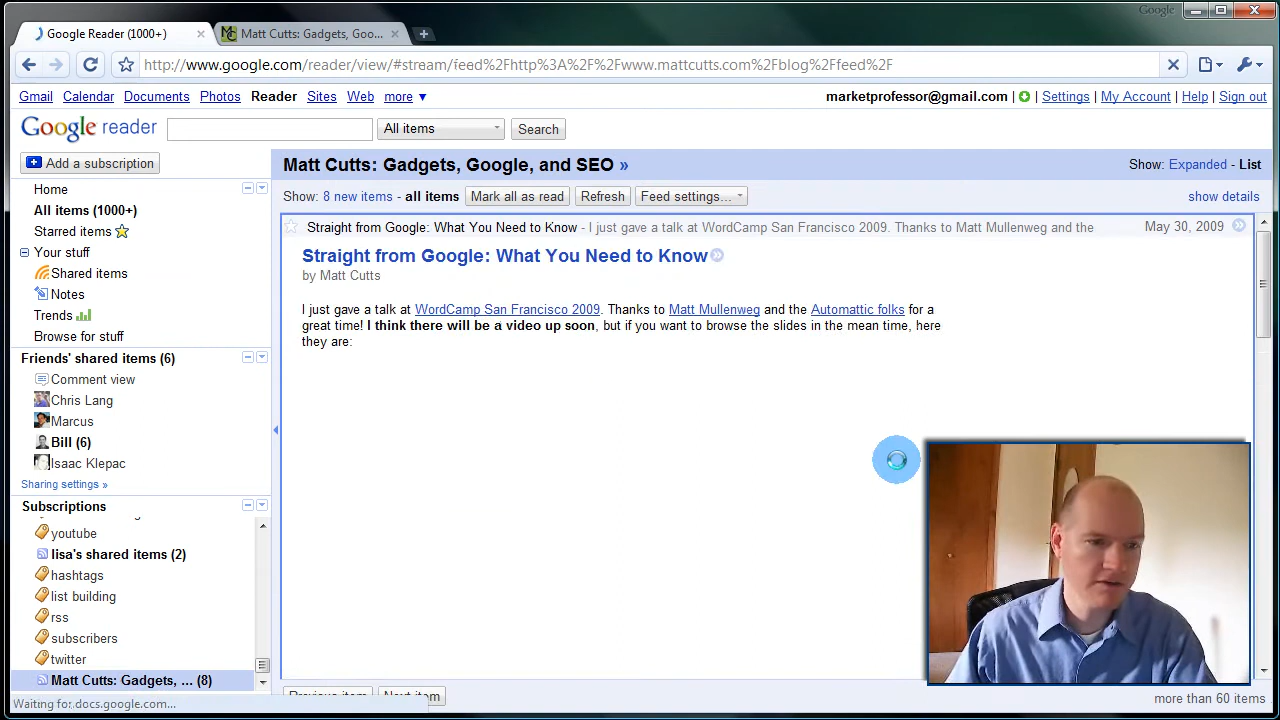 Google
Google Reader (1000+)
Matt Cutts: Gadgets, Goo...
http://www.google.com/reader/view/#stream/feed%2Fhttp%3A%2F%2Fwww.mattcutts.com%2Fblog%2Ffeed%2F
Gmail Calendar Documents Photos Reader Sites Web more ▼
marketprofessor@gmail.com | Settings | My Account | Help | Sign out
Google reader
All items
Search
Add a subscription
Matt Cutts: Gadgets, Google, and SEO »
Show: Expanded - List
Home
Show: 8 new items - all items
Mark all as read
Refresh
Feed settings...
show details
All items (1000+)
Starred items
Your stuff
Shared items
Notes
Trends
Browse for stuff
Friends' shared items (6)
Comment view
Chris Lang
Marcus
Bill (6)
Isaac Klepac
Sharing settings »
Subscriptions
youtube
lisa's shared items (2)
hashtags
list building
rss
subscribers
twitter
Matt Cutts: Gadgets, ... (8)
Straight from Google: What You Need to Know - I just gave a talk at WordCamp San Francisco 2009. Thanks to Matt Mullenweg and the
May 30, 2009
Straight from Google: What You Need to Know
by Matt Cutts
I just gave a talk at WordCamp San Francisco 2009. Thanks to Matt Mullenweg and the Automattic folks for a
great time! I think there will be a video up soon, but if you want to browse the slides in the mean time, here
they are:
Previous item
Next item
more than 60 items
Waiting for docs.google.com...